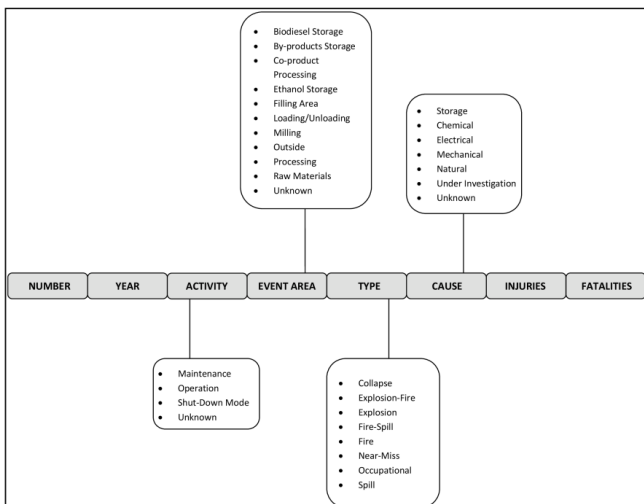 Biodiesel Storage
By-products Storage
Co-product
Processing
Ethanol Storage
Filling Area
Loading/Unloading
Milling
Outside
Processing
Raw Materials
Unknown
Storage
Chemical
Electrical
Mechanical
Natural
Under Investigation
Unknown
NUMBER YEAR ACTIVITY EVENT AREA TYPE CAUSE INJURIES FATALITIES
Maintenance
Operation
Shut-Down Mode
Unknown
Collapse
Explosion-Fire
Explosion
Fire-Spill
Fire
Near-Miss
Occupational
Spill